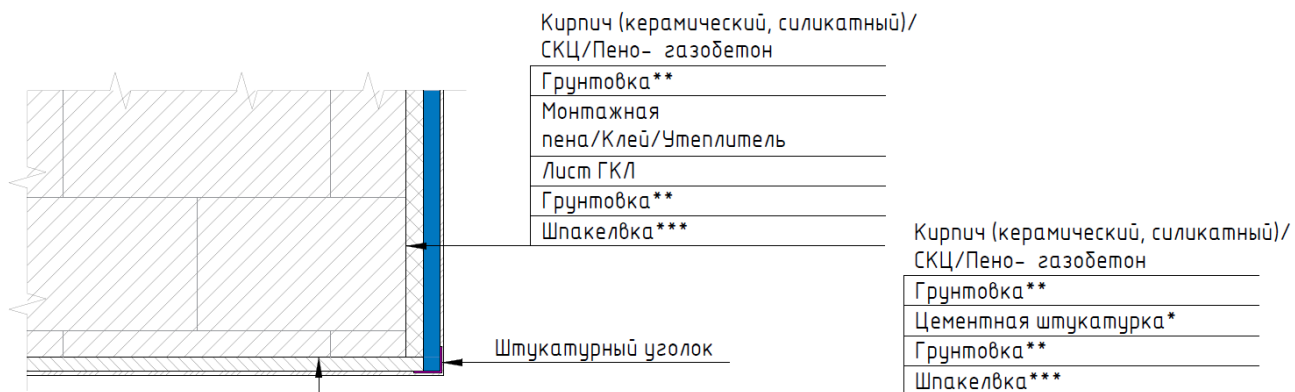 Кирпич (керамический, силикатный)/
СКЦ/Пено- газобетон
Грунтовка**
Монтажная
пена/Клей/Утеплитель
Лист ГКЛ
Грунтовка**
Шпакелвка***
Штукатурный уголок
Кирпич (керамический, силикатный)/
СКЦ/Пено- газобетон
Грунтовка**
Цементная штукатурка*
Грунтовка**
Шпакелвка***